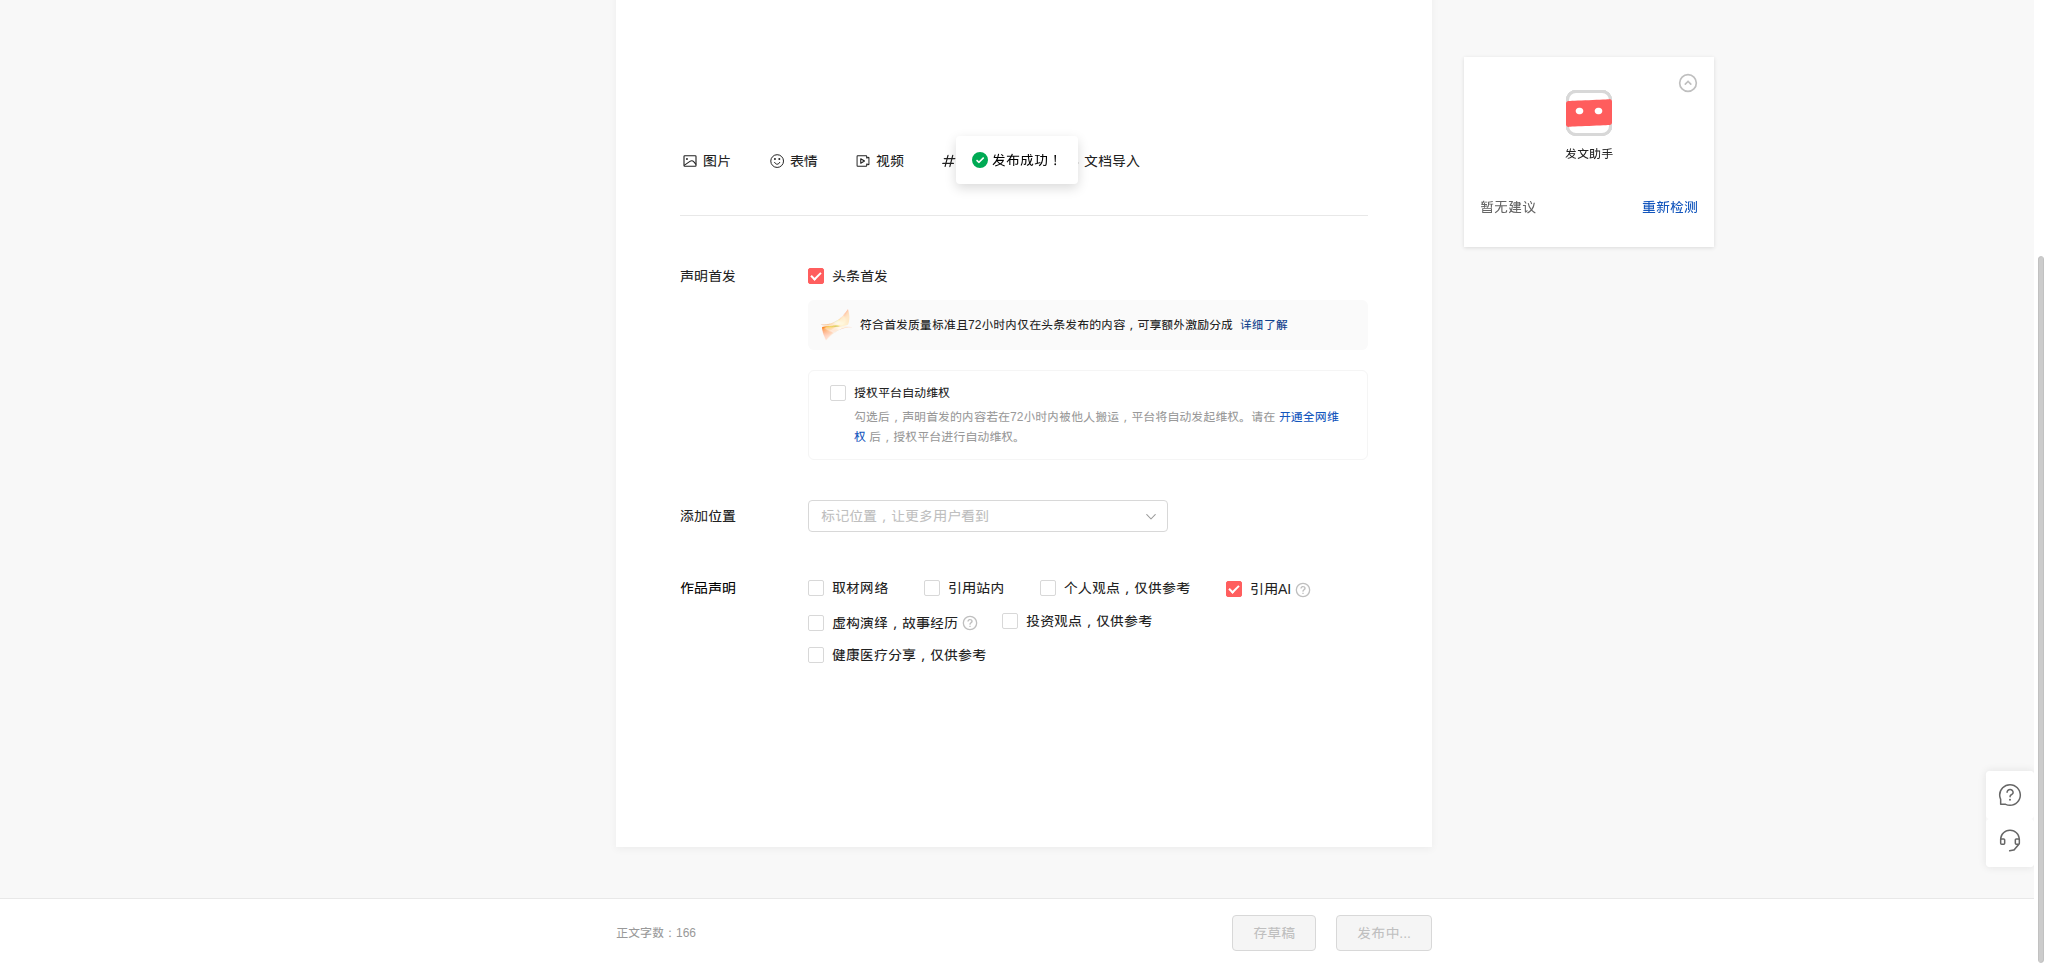 图片 表情 视频 # 发布成功！ 文档导入
发文助手
暂无建议 重新检测
声明首发 头条首发
符合首发质量标准且72小时内仅在头条发布的内容，可享额外激励分成 详细了解
授权平台自动维权
勾选后，声明首发的内容若在72小时内被他人搬运，平台将自动发起维权。请在 开通全网维
权 后，授权平台进行自动维权。
添加位置 标记位置，让更多用户看到
作品声明 取材网络 引用站内 个人观点，仅供参考 引用AI
虚构演绎，故事经历 投资观点，仅供参考
健康医疗分享，仅供参考
正文字数：166 存草稿 发布中...